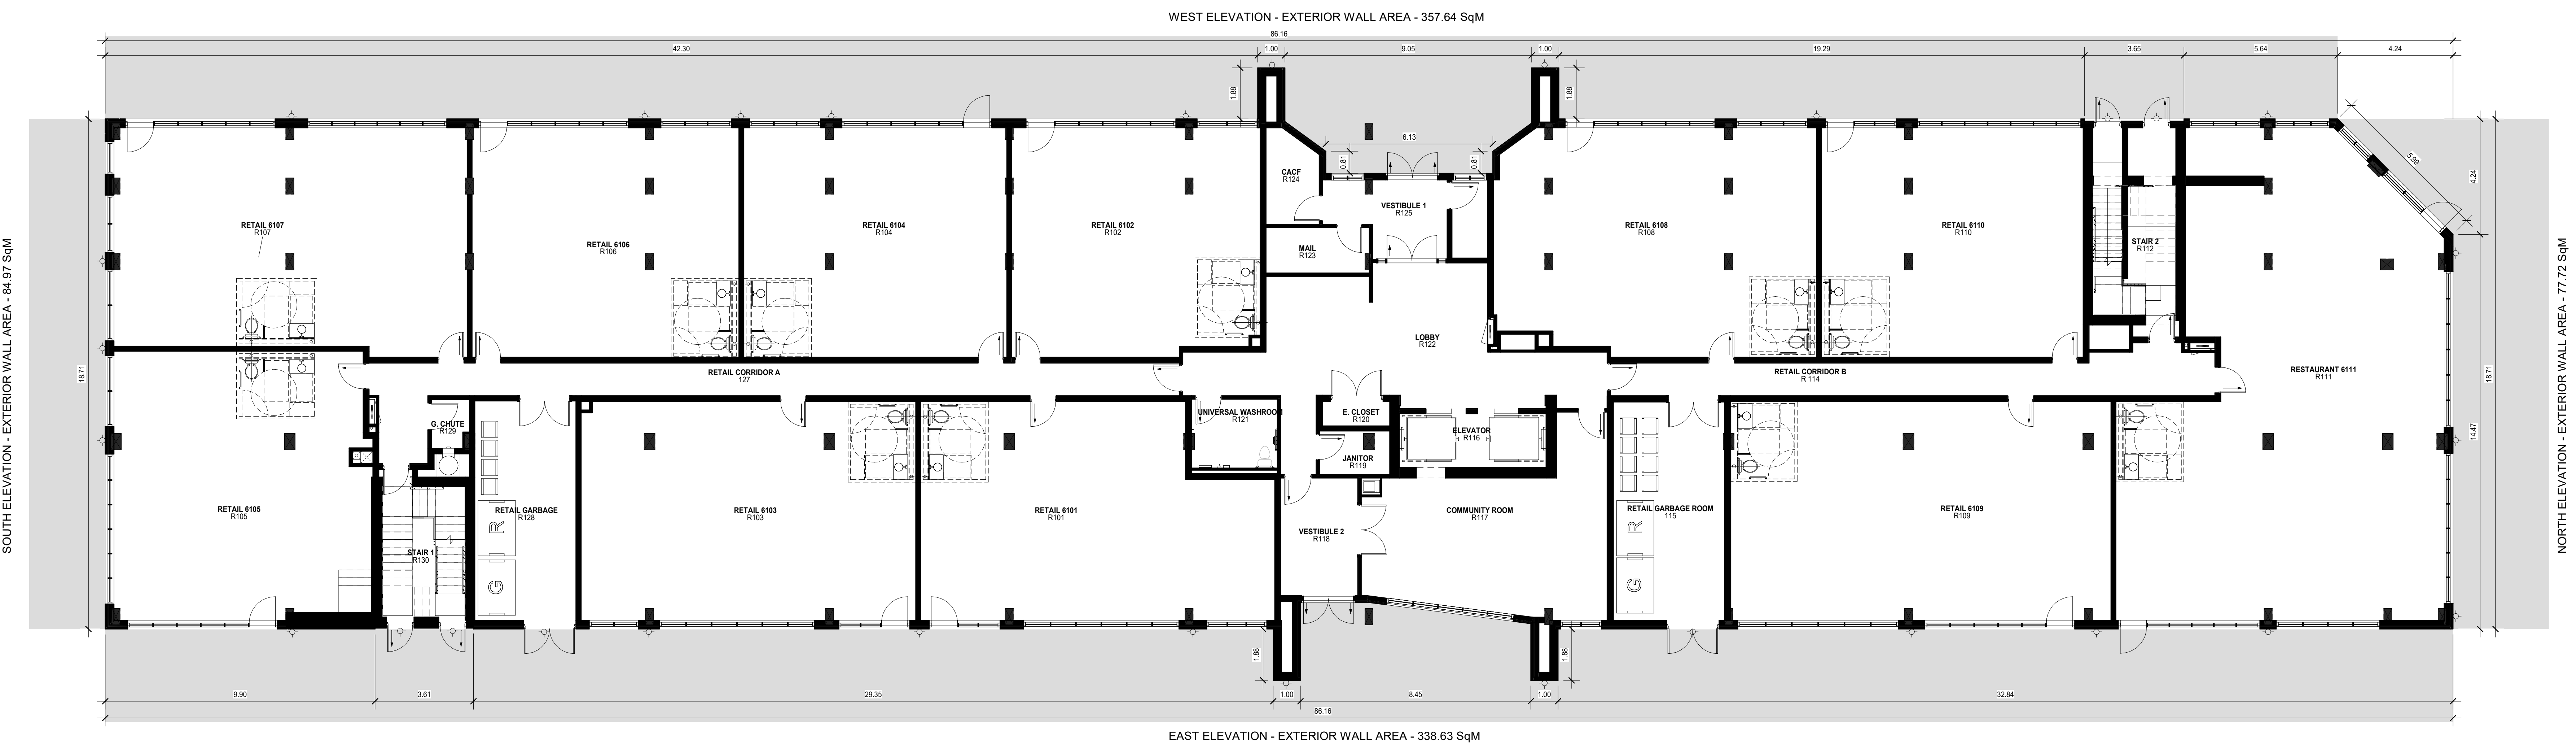 WEST ELEVATION - EXTERIOR WALL AREA - 357.64 SqM
86.16
42.30
1.00
9.05
1.00
19.29
3.65
5.64
4.24
1.88
1.88
6.13
0.81
0.81
5.99
4.24
SOUTH ELEVATION - EXTERIOR WALL AREA - 84.97 SqM
18.71
NORTH ELEVATION - EXTERIOR WALL AREA - 77.72 SqM
18.71
14.47
RETAIL 6107
R107
RETAIL 6106
R106
RETAIL 6104
R104
RETAIL 6102
R102
CACF
R124
VESTIBULE 1
R125
MAIL
R123
RETAIL 6108
R108
RETAIL 6110
R110
STAIR 2
R112
LOBBY
R122
RETAIL CORRIDOR A
127
RETAIL CORRIDOR B
R 114
RESTAURANT 6111
R111
G. CHUTE
R129
UNIVERSAL WASHROOM
R121
E. CLOSET
R120
ELEVATOR
R116
JANITOR
R119
RETAIL 6105
R105
RETAIL GARBAGE
R128
RETAIL 6103
R103
RETAIL 6101
R101
COMMUNITY ROOM
R117
RETAIL GARBAGE ROOM
115
RETAIL 6109
R109
STAIR 1
R130
VESTIBULE 2
R118
R
G
R
G
1.88
1.88
9.90
3.61
29.35
1.00
8.45
1.00
32.84
86.16
EAST ELEVATION - EXTERIOR WALL AREA - 338.63 SqM